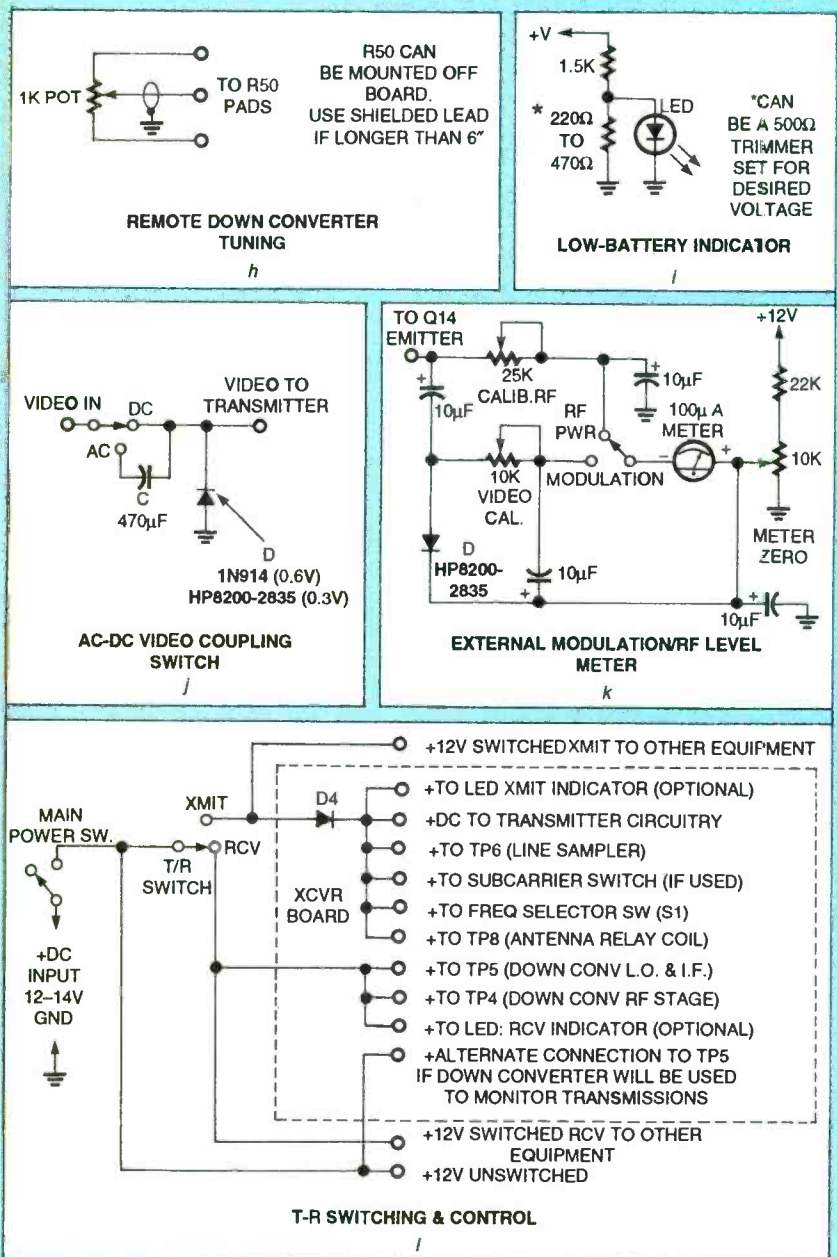 R50 CAN
BE MOUNTED OFF
BOARD.
USE SHIELDED LEAD
IF LONGER THAN 6″
1K POT
TO R50
PADS
REMOTE DOWN CONVERTER
TUNING
h
+V
1.5K
LED
* 220Ω
TO
470Ω
*CAN
BE A 500Ω
TRIMMER
SET FOR
DESIRED
VOLTAGE
LOW-BATTERY INDICATOR
i
VIDEO IN
DC
VIDEO TO
TRANSMITTER
AC
C
470µF
D
1N914 (0.6V)
HP8200-2835 (0.3V)
AC-DC VIDEO COUPLING
SWITCH
j
TO Q14
EMITTER
+12V
25K
CALIB.RF
+
10µF
+
10µF
RF
PWR
100µ A
METER
22K
10K
VIDEO
CAL.
MODULATION
–
+
10K
METER
ZERO
D
HP8200-
2835
10µF
+
+
10µF
EXTERNAL MODULATION/RF LEVEL
METER
k
+12V SWITCHED XMIT TO OTHER EQUIPMENT
MAIN
POWER SW.
XMIT
D4
T/R
SWITCH
RCV
XCVR
BOARD
+DC
INPUT
12–14V
GND
+TO LED XMIT INDICATOR (OPTIONAL)
+DC TO TRANSMITTER CIRCUITRY
+TO TP6 (LINE SAMPLER)
+TO SUBCARRIER SWITCH (IF USED)
+TO FREQ SELECTOR SW (S1)
+TO TP8 (ANTENNA RELAY COIL)
+TO TP5 (DOWN CONV L.O. & I.F.)
+TO TP4 (DOWN CONV RF STAGE)
+TO LED: RCV INDICATOR (OPTIONAL)
+ALTERNATE CONNECTION TO TP5
IF DOWN CONVERTER WILL BE USED
TO MONITOR TRANSMISSIONS
+12V SWITCHED RCV TO OTHER
EQUIPMENT
+12V UNSWITCHED
T-R SWITCHING & CONTROL
l